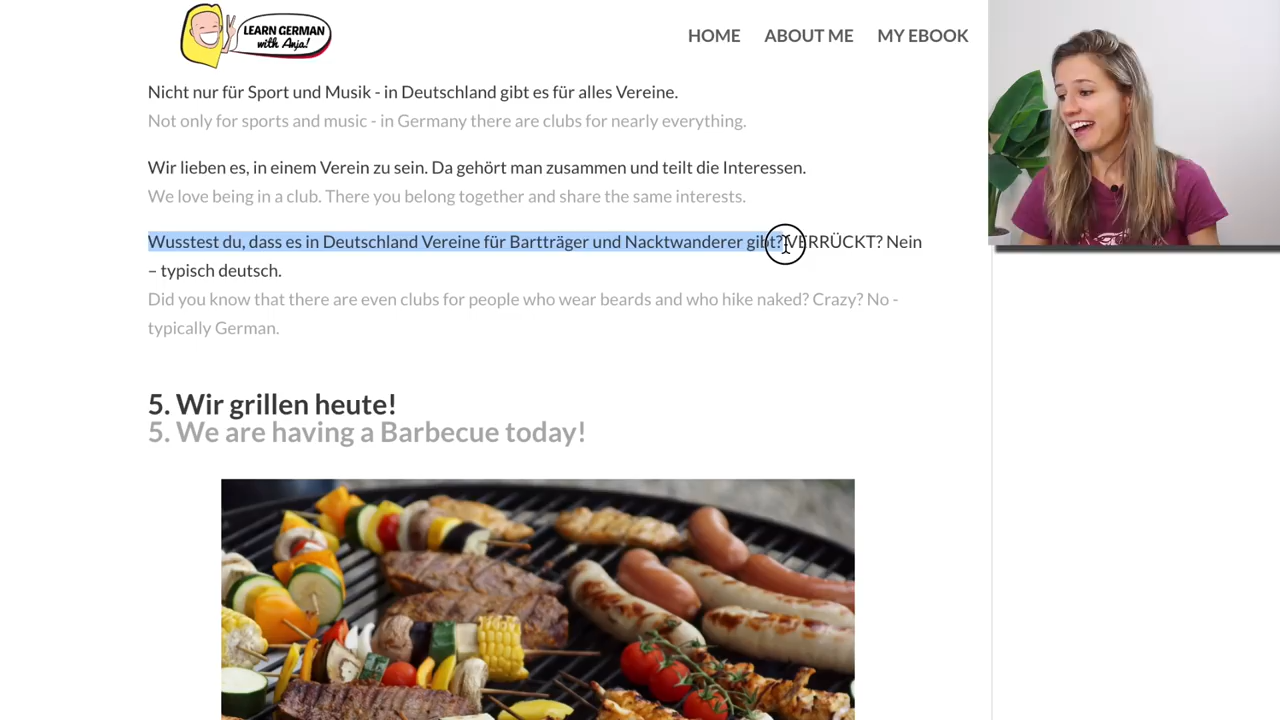 LEARN GERMAN
with Anja!
HOME ABOUT ME MY EBOOK
Nicht nur für Sport und Musik - in Deutschland gibt es für alles Vereine.
Not only for sports and music - in Germany there are clubs for nearly everything.
Wir lieben es, in einem Verein zu sein. Da gehört man zusammen und teilt die Interessen.
We love being in a club. There you belong together and share the same interests.
Wusstest du, dass es in Deutschland Vereine für Bartträger und Nacktwanderer gibt? VERRÜCKT? Nein
– typisch deutsch.
Did you know that there are even clubs for people who wear beards and who hike naked? Crazy? No -
typically German.
5. Wir grillen heute!
5. We are having a Barbecue today!